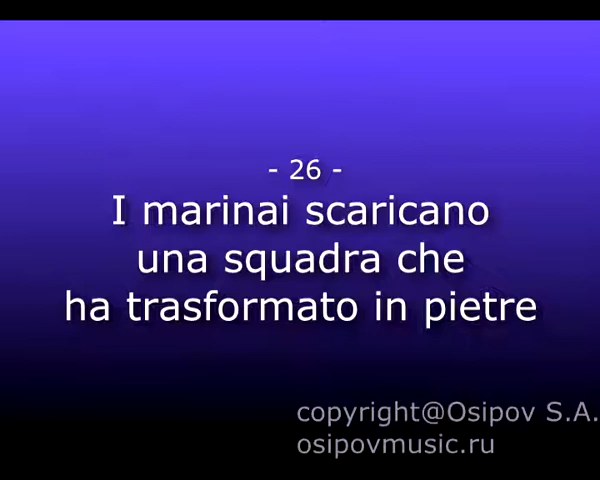 - 26 -
I marinai scaricano
una squadra che
ha trasformato in pietre
copyright@Osipov S.A.
osipovmusic.ru